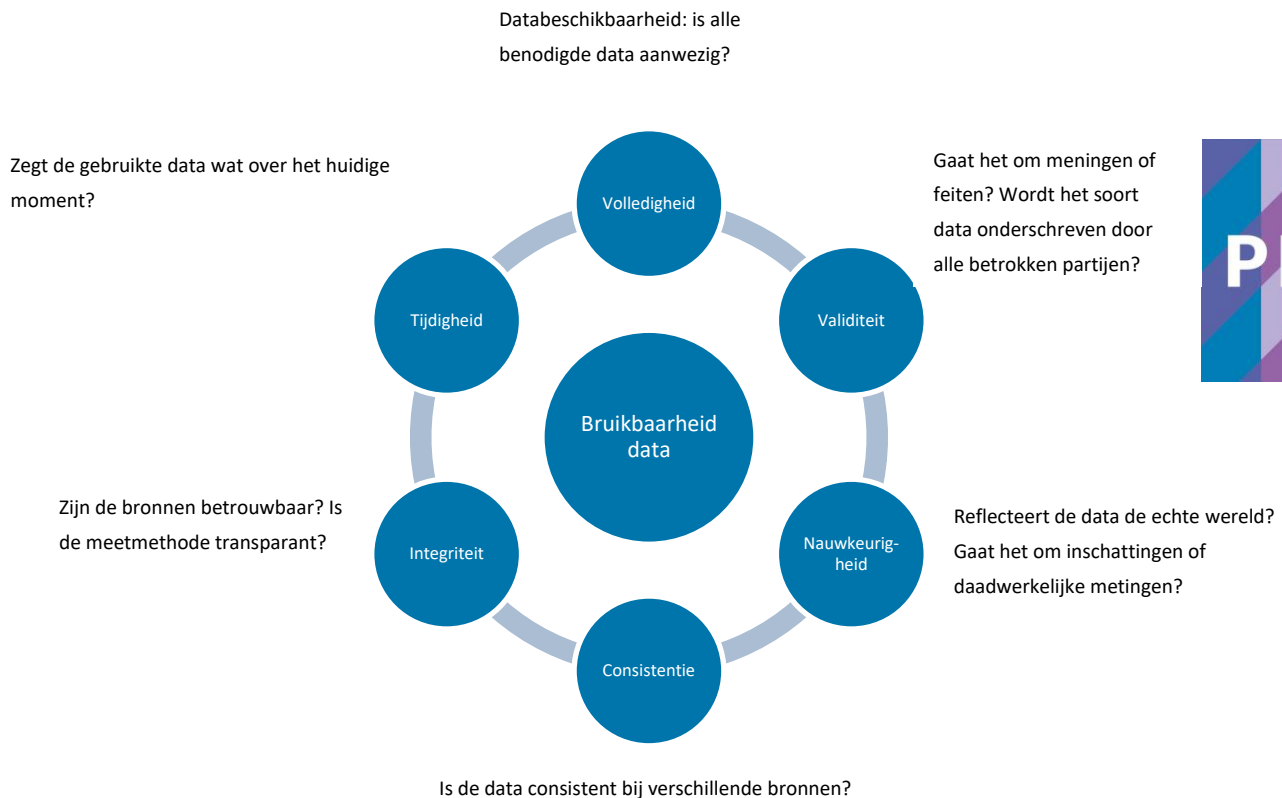 Databeschikbaarheid: is alle
benodigde data aanwezig?
Zegt de gebruikte data wat over het huidige
moment?
Gaat het om meningen of
feiten? Wordt het soort
data onderschreven door
alle betrokken partijen?
Volledigheid
Tijdigheid
Validiteit
Bruikbaarheid
data
Zijn de bronnen betrouwbaar? Is
de meetmethode transparant?
Integriteit
Nauwkeurig-
heid
Reflecteert de data de echte wereld?
Gaat het om inschattingen of
daadwerkelijke metingen?
Consistentie
Is de data consistent bij verschillende bronnen?